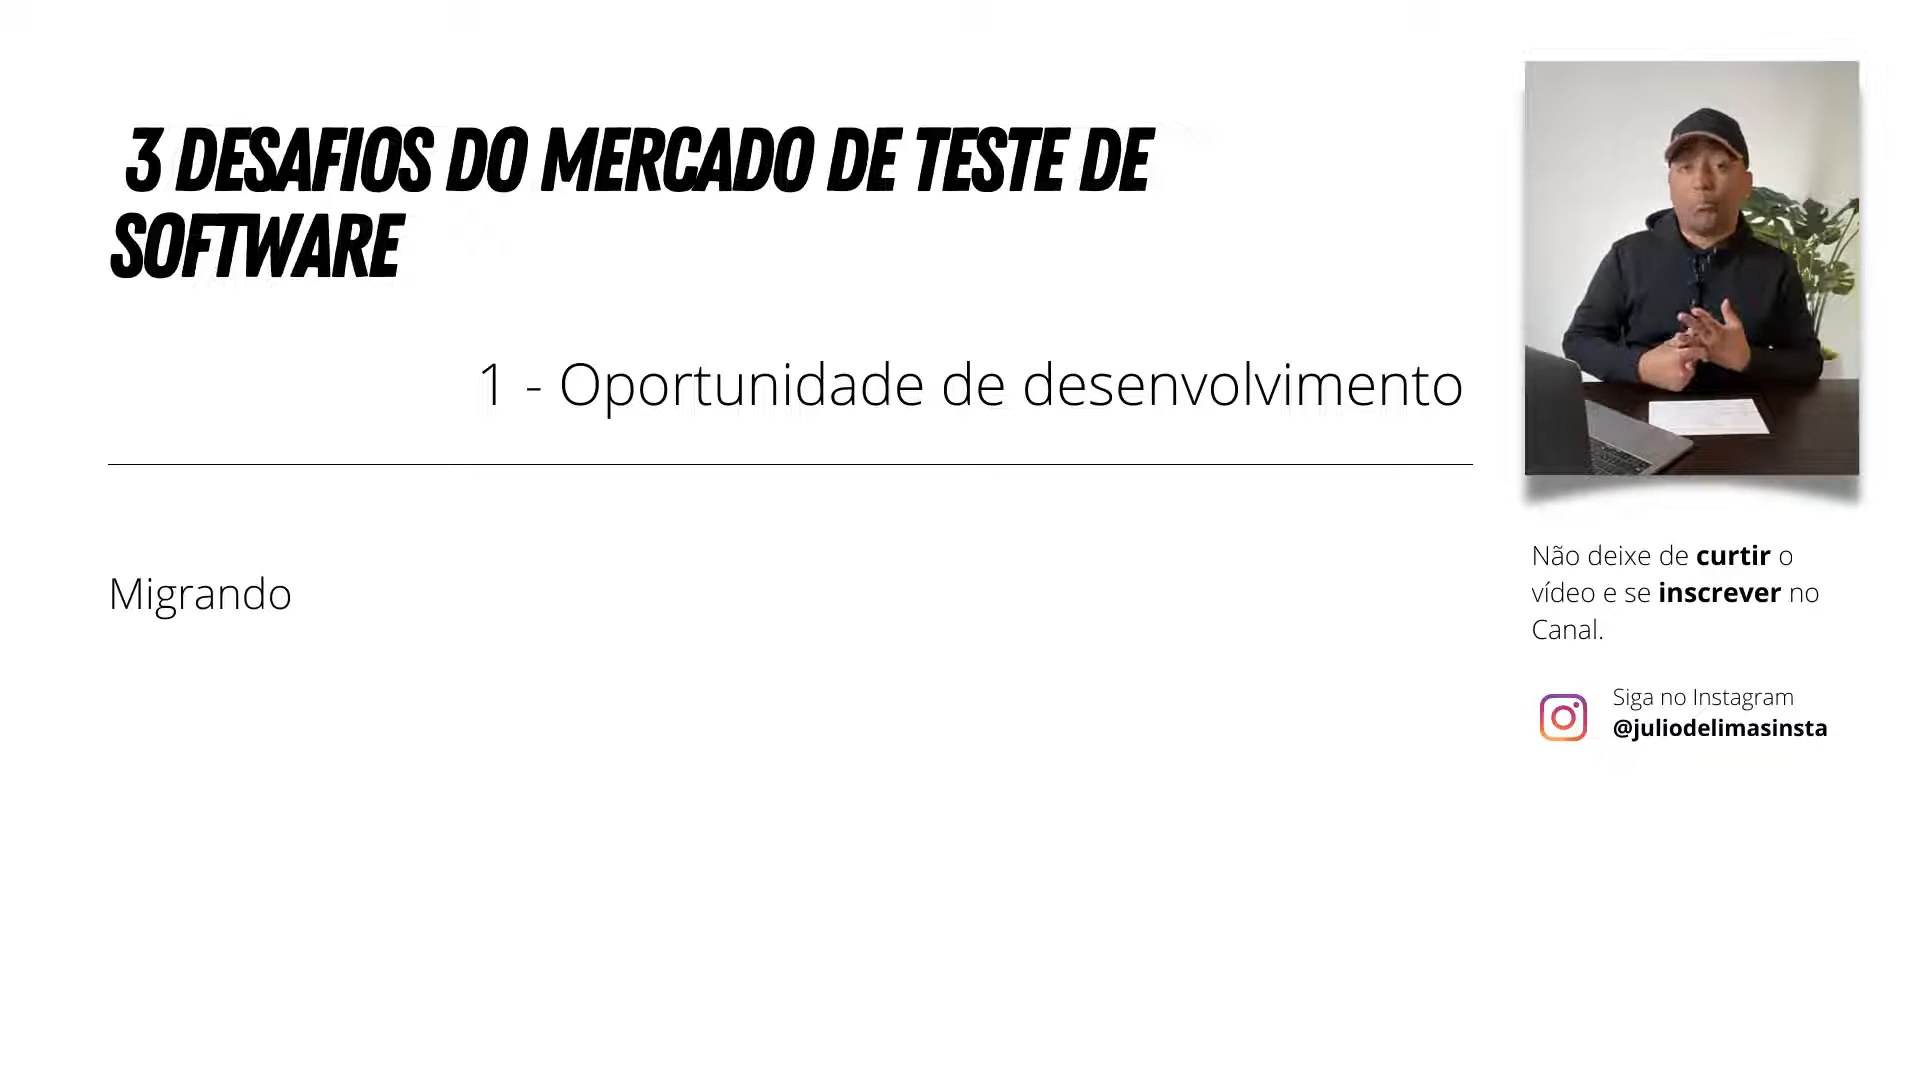 3 DESAFIOS DO MERCADO DE TESTE DE
SOFTWARE
1 - Oportunidade de desenvolvimento
Migrando
Não deixe de curtir o
vídeo e se inscrever no
Canal.
Siga no Instagram
@juliodelimasinsta